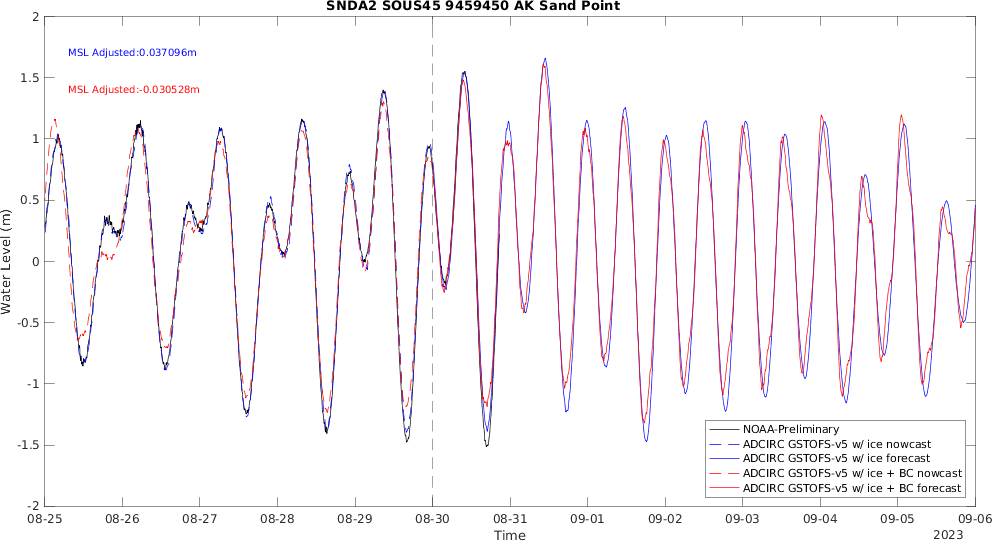 SNDA2 SOUS45 9459450 AK Sand Point
2
1.5
1
0.5
0
-0.5
-1
-1.5
-2
Water Level (m)
MSL Adjusted:0.037096m
MSL Adjusted:-0.030528m
NOAA-Preliminary
ADCIRC GSTOFS-v5 w/ ice nowcast
ADCIRC GSTOFS-v5 w/ ice forecast
ADCIRC GSTOFS-v5 w/ ice + BC nowcast
ADCIRC GSTOFS-v5 w/ ice + BC forecast
08-25 08-26 08-27 08-28 08-29 08-30 08-31 09-01 09-02 09-03 09-04 09-05 09-06
Time
2023